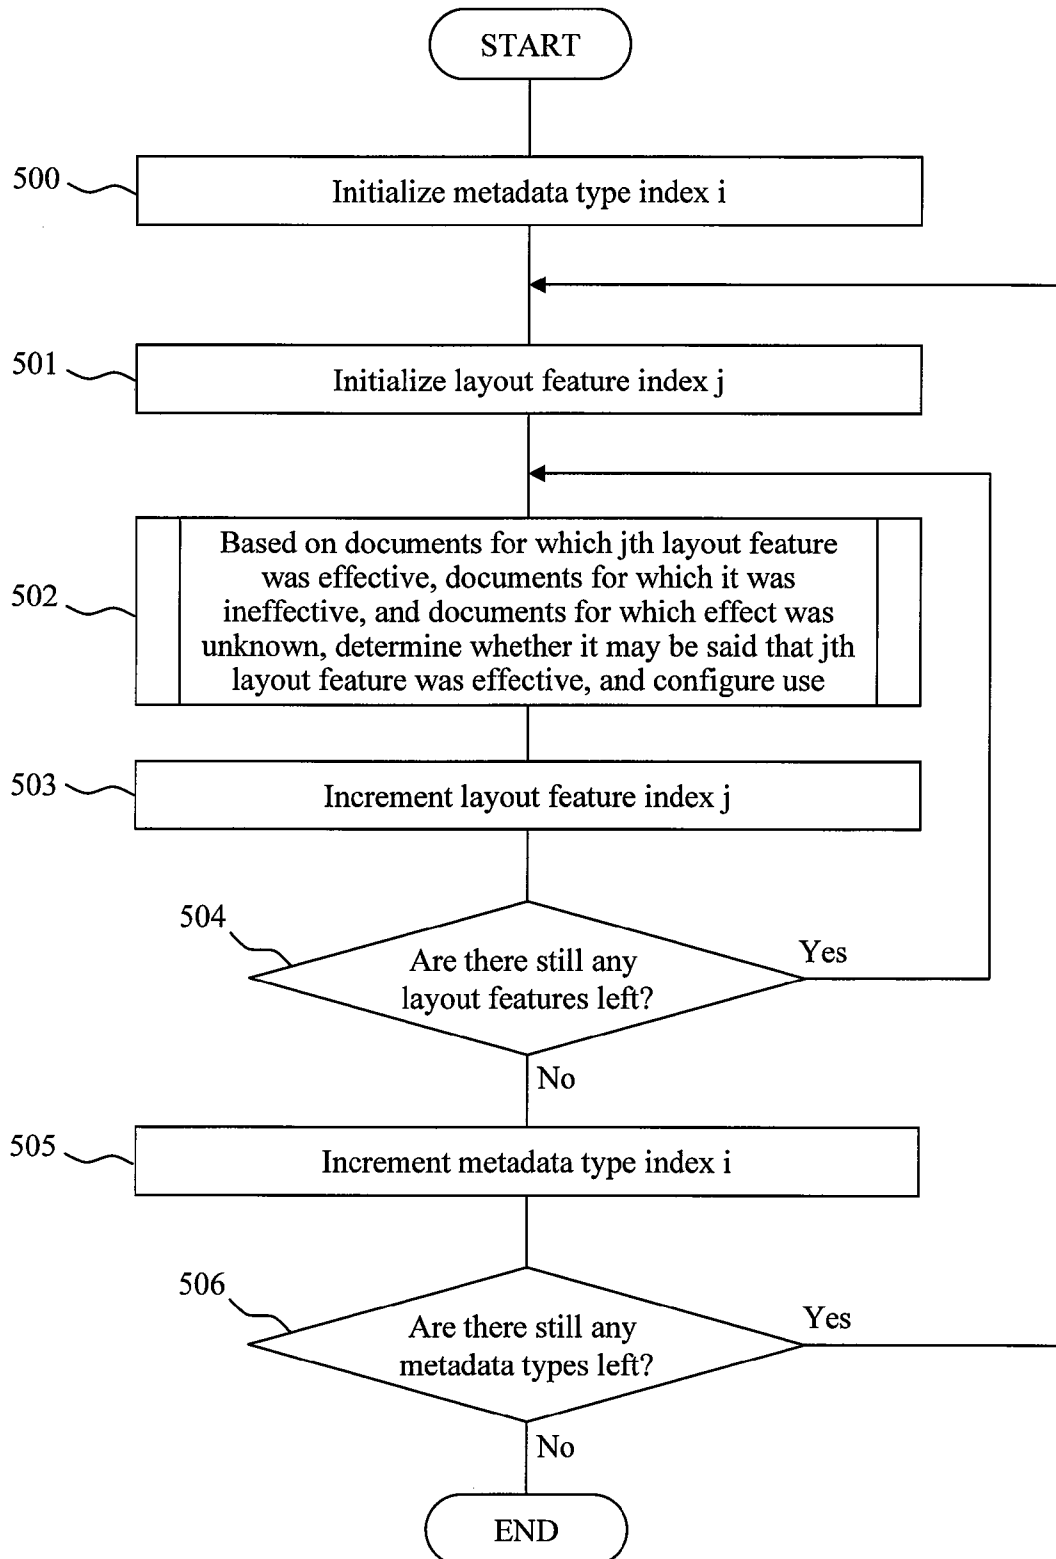 START
500
Initialize metadata type index i
501
Initialize layout feature index j
502
Based on documents for which jth layout feature
was effective, documents for which it was
ineffective, and documents for which effect was
unknown, determine whether it may be said that jth
layout feature was effective, and configure use
503
Increment layout feature index j
504
Are there still any
layout features left?
Yes
No
505
Increment metadata type index i
506
Are there still any
metadata types left?
Yes
No
END